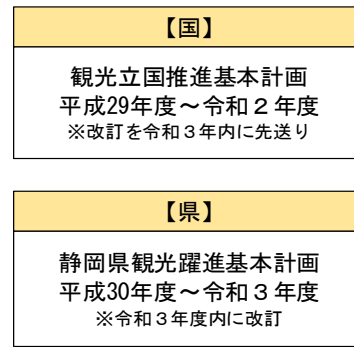 【国】
観光立国推進基本計画
平成29年度～令和２年度
※改訂を令和３年内に先送り
【県】
静岡県観光躍進基本計画
平成30年度～令和３年度
※令和３年度内に改訂